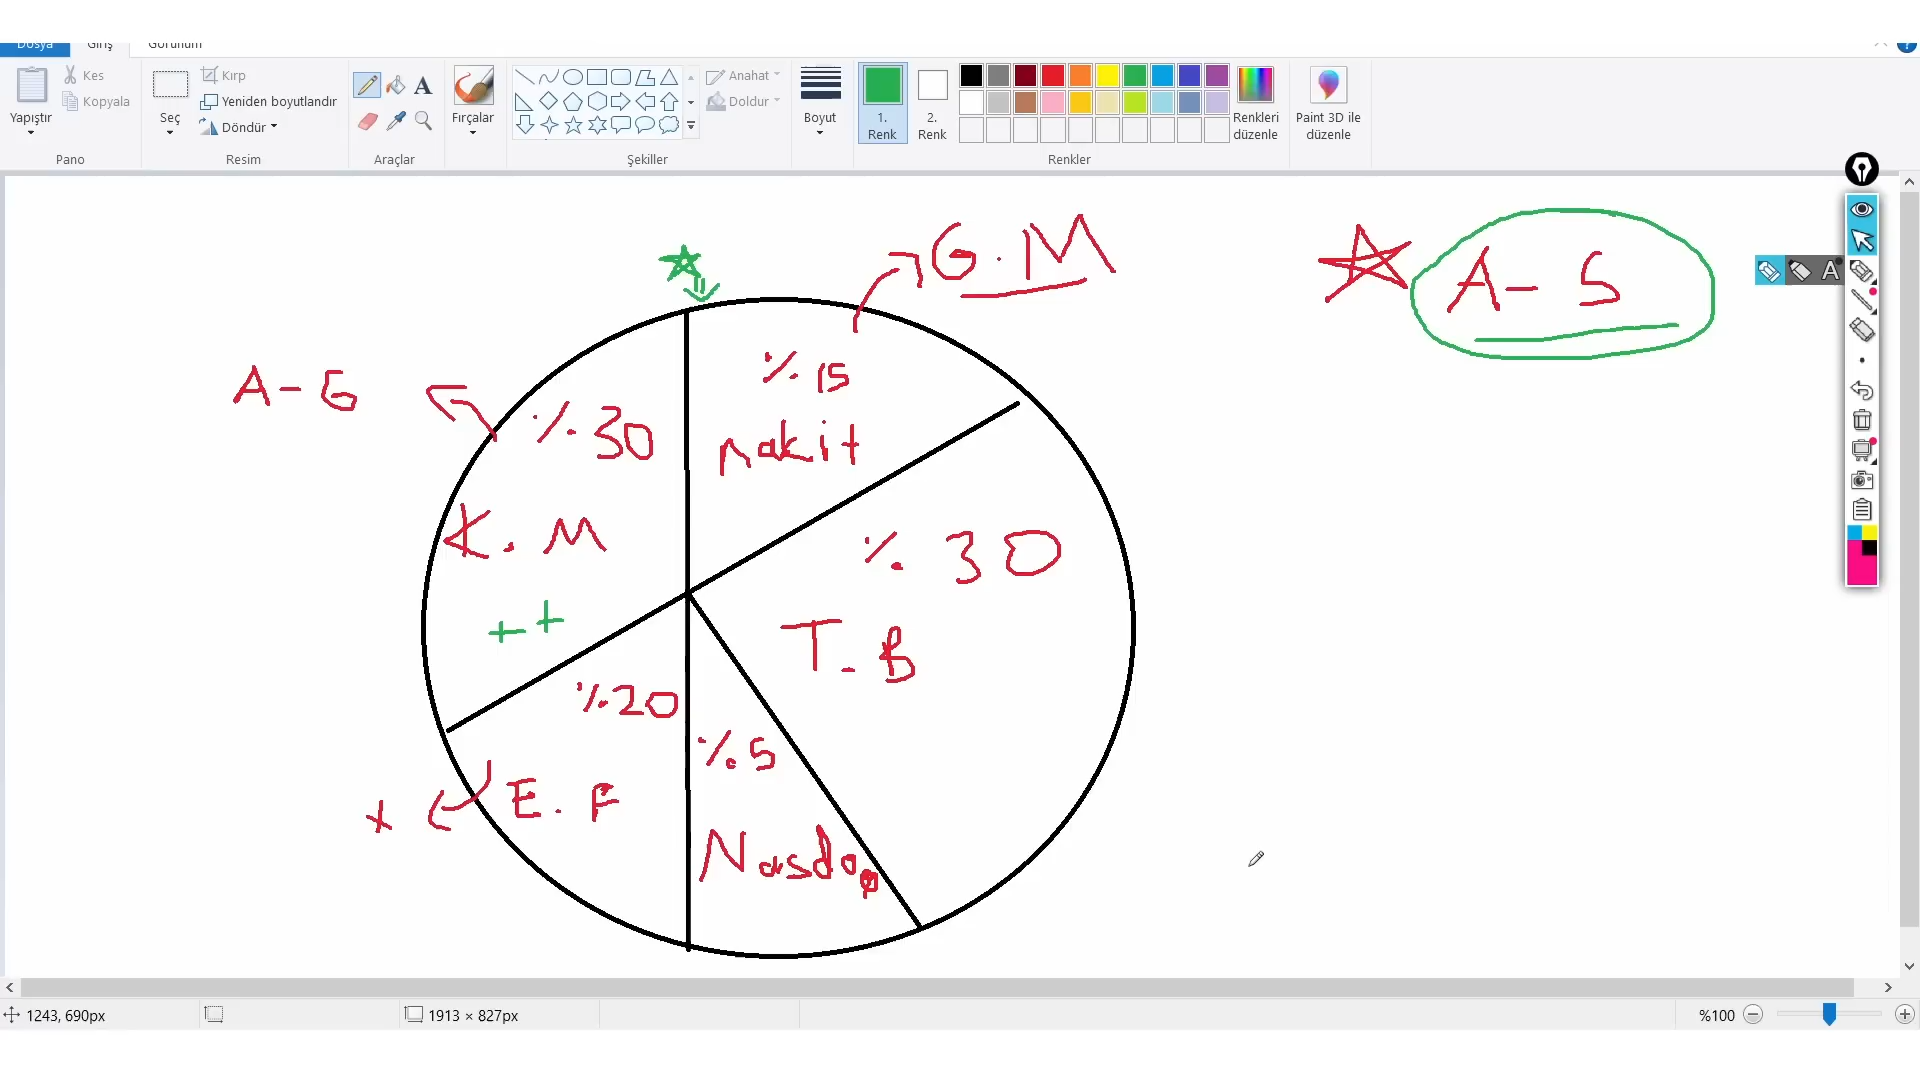 Dosya Giriş Görünüm
Yapıştır
Kes
Kopyala
Pano
Seç
Kırp
Yeniden boyutlandır
Döndür
Resim
A
Araçlar
Fırçalar
Şekiller
Anahat
Doldur
Boyut
1.
Renk
2.
Renk
Renkler
Renkleri
düzenle
Paint 3D ile
düzenle
G.M
A - S
A
% 15
nakit
A - G
% 30
K. M
++
% 30
T. B
% 20
E. F
+
% 5
Nasdaq
1243, 690px
1913 × 827px
%100